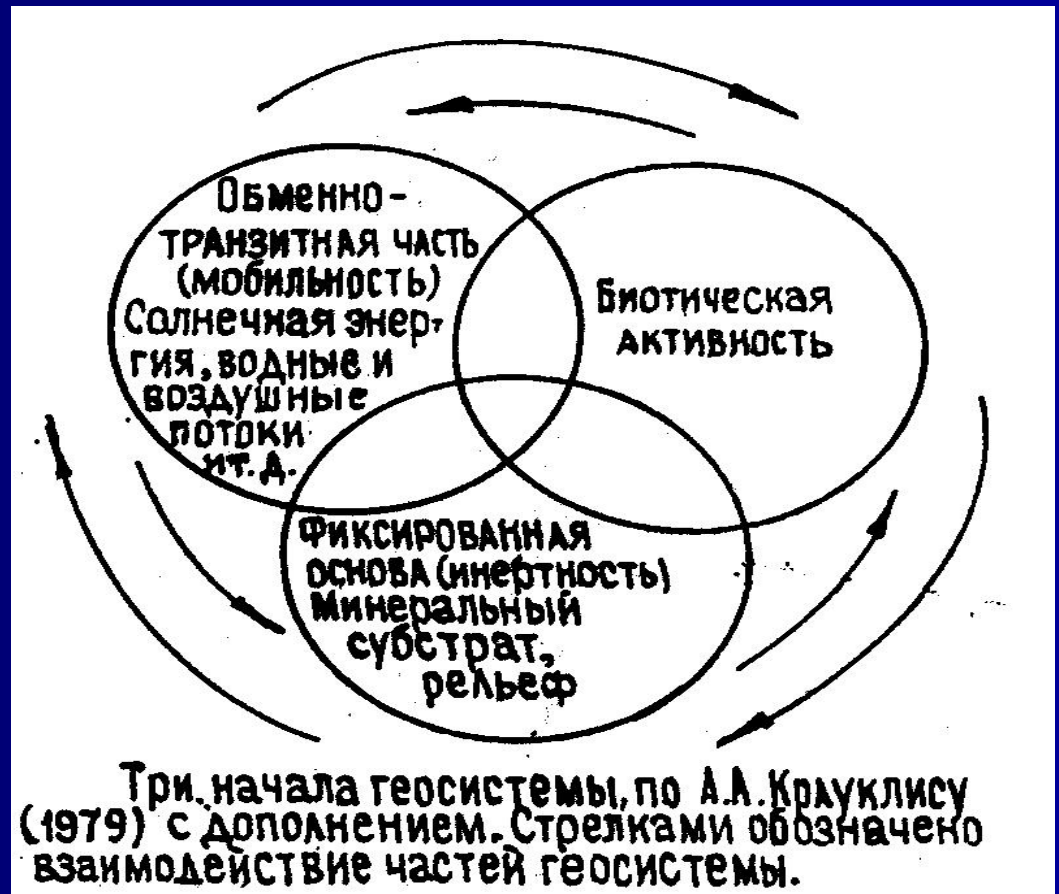 Обменно-
транзитная часть
(мобильность)
Солнечная энер-
гия, водные и
воздушные
потоки
и т. д.
Биотическая
активность
Фиксированная
основа (инертность)
Минеральный
субстрат,
рельеф
Три начала геосистемы, по А.А. Крауклису
(1979) с дополнением. Стрелками обозначено
взаимодействие частей геосистемы.